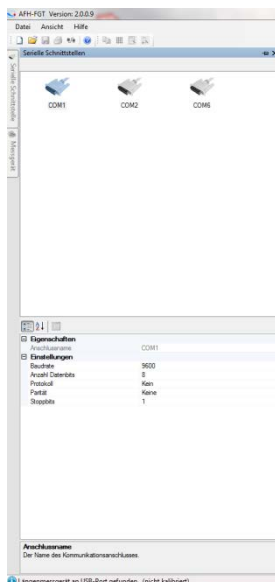 AFH-FGT Version: 2.0.0.9
Datei Ansicht Hilfe
Serielle Schnittstellen
Serielle Schnittstelle
Messgerät
COM1 COM2 COM6
Eigenschaften
Anschlussname COM1
Einstellungen
Baudrate 9600
Anzahl Datenbits 8
Protokoll Kein
Parität Keine
Stoppbits 1
Anschlussname
Der Name des Kommunikationsanschlusses.
Längenmessgerät an USB-Port gefunden. (nicht kalibriert)